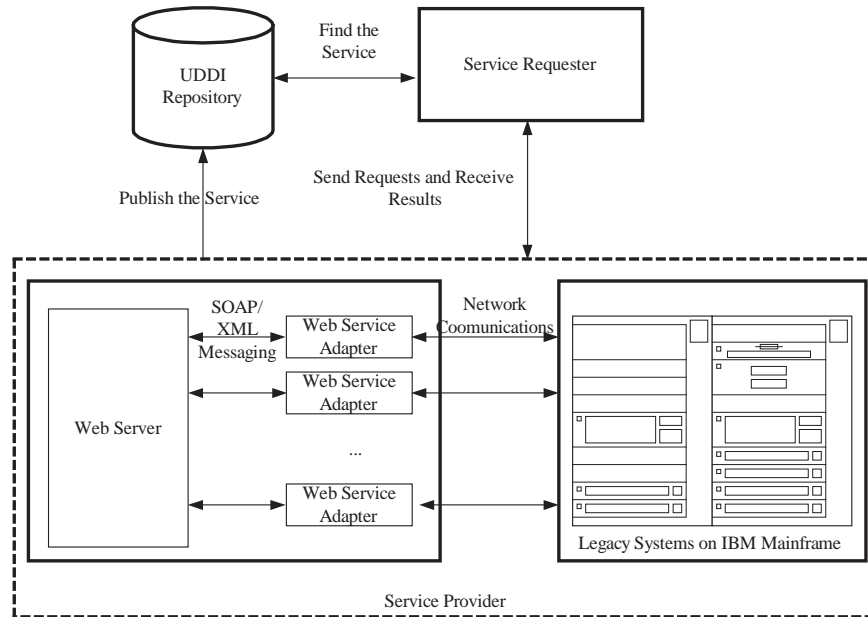 Find the
Service
UDDI
Repository
Service Requester
Publish the Service
Send Requests and Receive
Results
SOAP/
XML
Messaging
Web Service
Adapter
Network
Coomunications
Web Service
Adapter
Web Server
...
Web Service
Adapter
Legacy Systems on IBM Mainframe
Service Provider